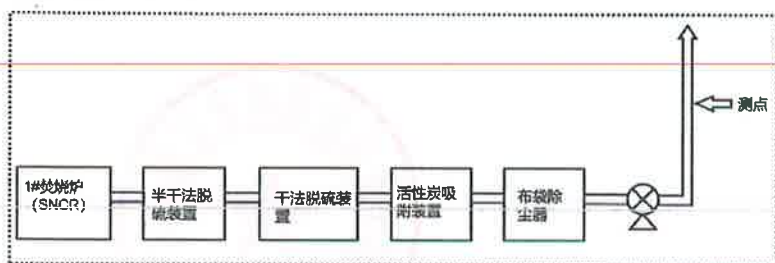 测点
1#焚烧炉
(SNCR)
半干法脱
硫装置
干法脱硫装
置
活性炭吸
附装置
布袋除
尘器